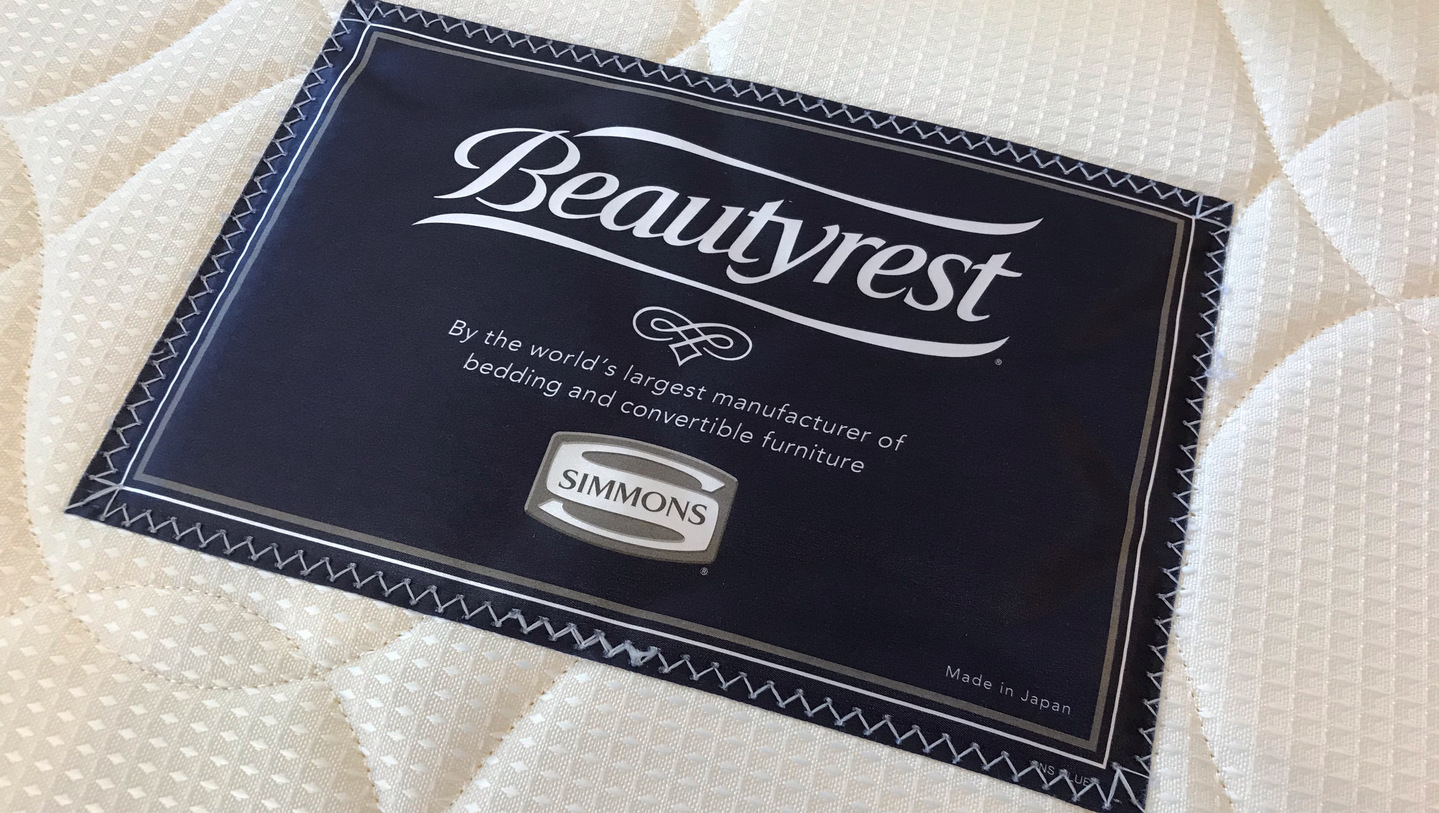 Beautyrest®
By the world's largest manufacturer of
bedding and convertible furniture
SIMMONS®
Made in Japan